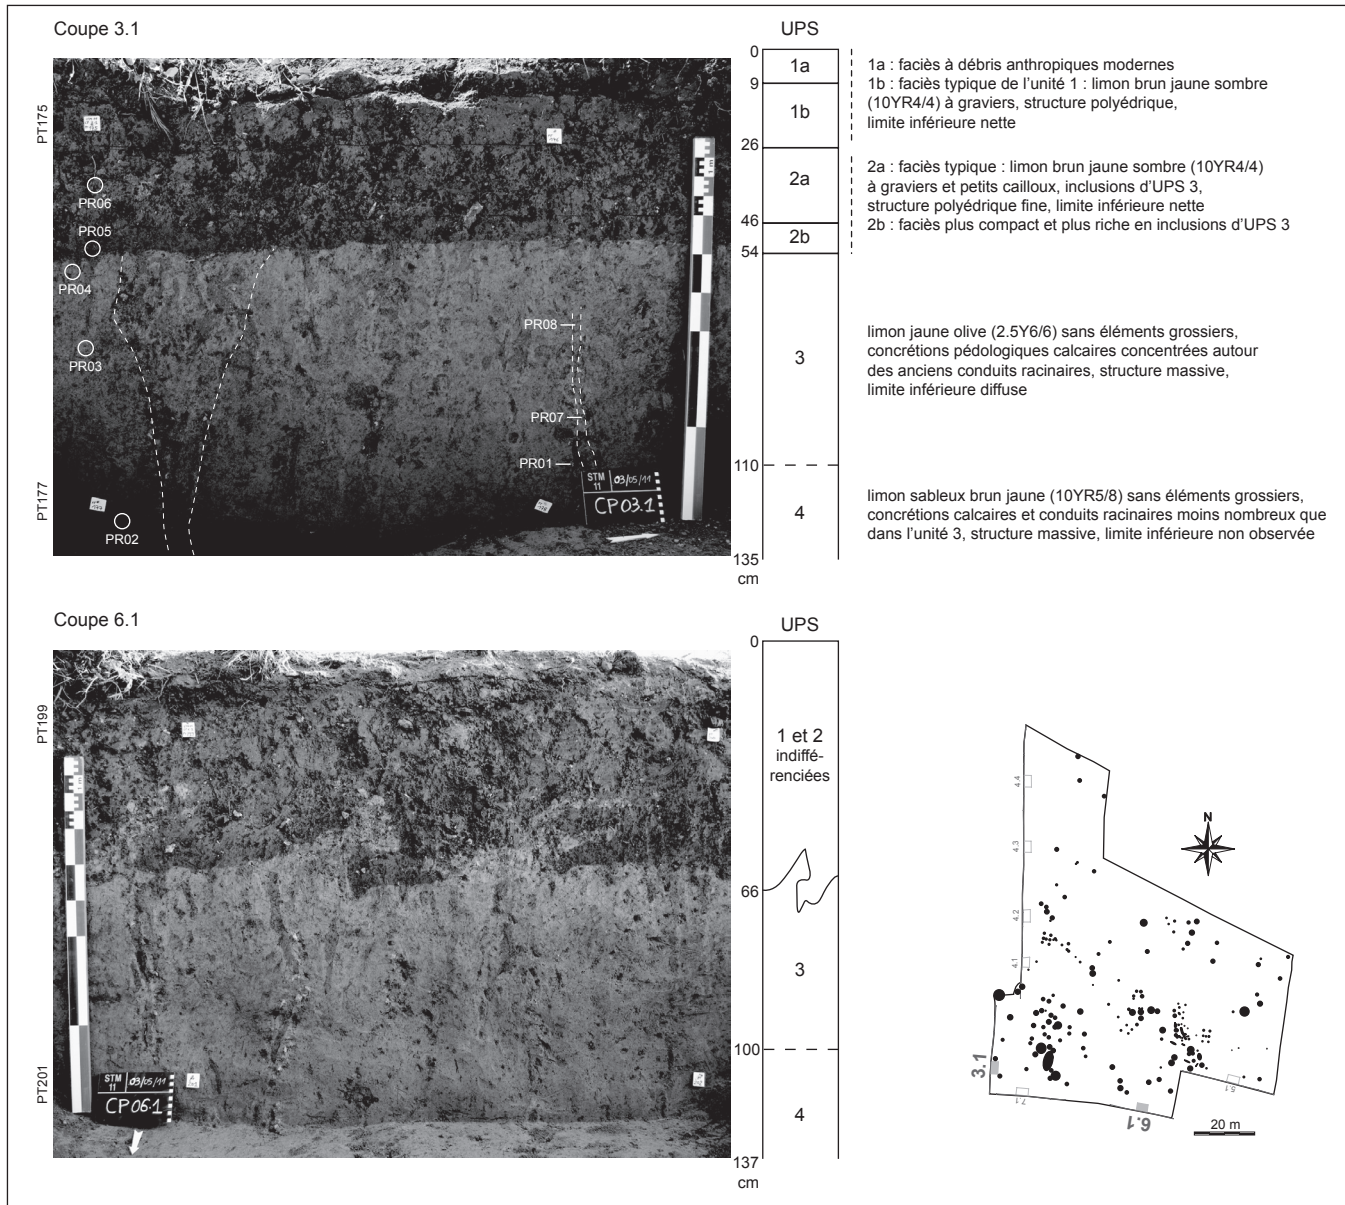 Coupe 3.1
UPS
PT175
PT177
PR06
PR05
PR04
PR03
PR02
PR08
PR07
PR01
1 m
STM
11
03/05/11
CP03.1
0
1a
9
1b
26
2a
46
2b
54
3
110
4
135
cm
1a : faciès à débris anthropiques modernes
1b : faciès typique de l'unité 1 : limon brun jaune sombre
(10YR4/4) à graviers, structure polyédrique,
limite inférieure nette
2a : faciès typique : limon brun jaune sombre (10YR4/4)
à graviers et petits cailloux, inclusions d'UPS 3,
structure polyédrique fine, limite inférieure nette
2b : faciès plus compact et plus riche en inclusions d'UPS 3
limon jaune olive (2.5Y6/6) sans éléments grossiers,
concrétions pédologiques calcaires concentrées autour
des anciens conduits racinaires, structure massive,
limite inférieure diffuse
limon sableux brun jaune (10YR5/8) sans éléments grossiers,
concrétions calcaires et conduits racinaires moins nombreux que
dans l'unité 3, structure massive, limite inférieure non observée
Coupe 6.1
UPS
PT199
PT201
1 m
STM
11
03/05/11
CP06.1
0
1 et 2
indiffé-
renciées
66
3
100
4
137
cm
4.4
4.3
4.2
4.1
3.1
7.1
6.1
5.1
N
20 m